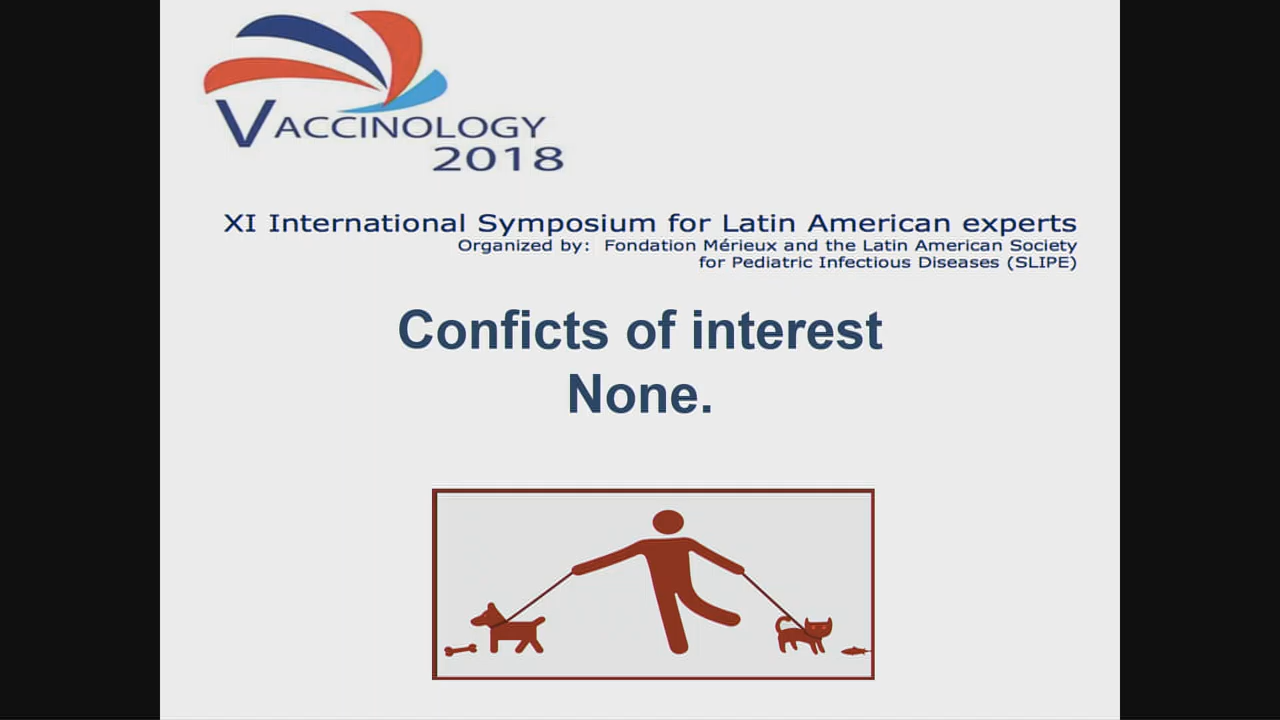 VACCINOLOGY
2018
XI International Symposium for Latin American experts
Organized by: Fondation Mérieux and the Latin American Society
for Pediatric Infectious Diseases (SLIPE)
Conficts of interest
None.